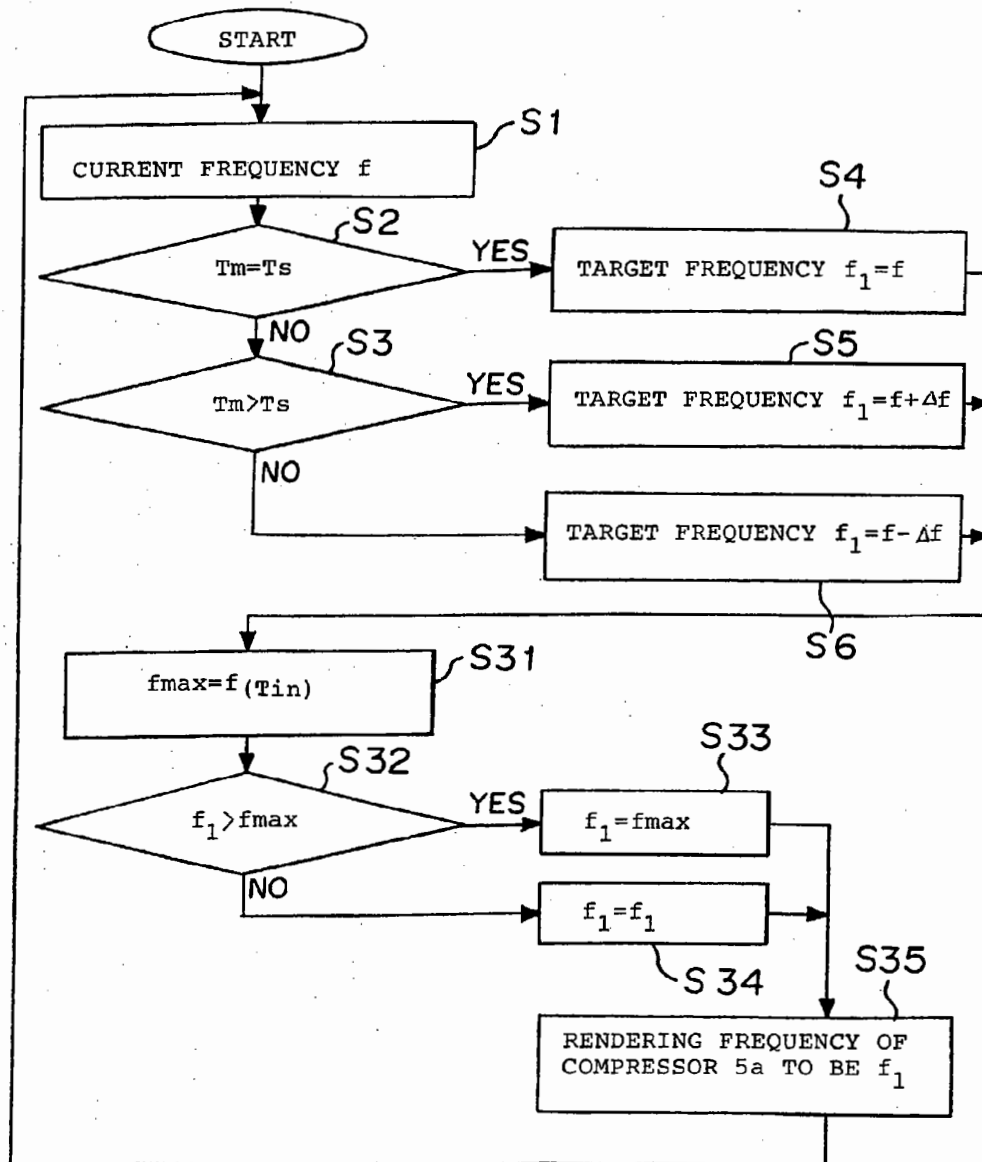 START
S1
CURRENT FREQUENCY f
S2
Tm=Ts
YES
NO
S4
TARGET FREQUENCY f₁=f
S3
Tm>Ts
YES
NO
S5
TARGET FREQUENCY f₁=f+Δf
TARGET FREQUENCY f₁=f-Δf
S6
S31
fmax=f(Tin)
S32
f₁>fmax
YES
NO
S33
f₁=fmax
f₁=f₁
S34
S35
RENDERING FREQUENCY OF
COMPRESSOR 5a TO BE f₁